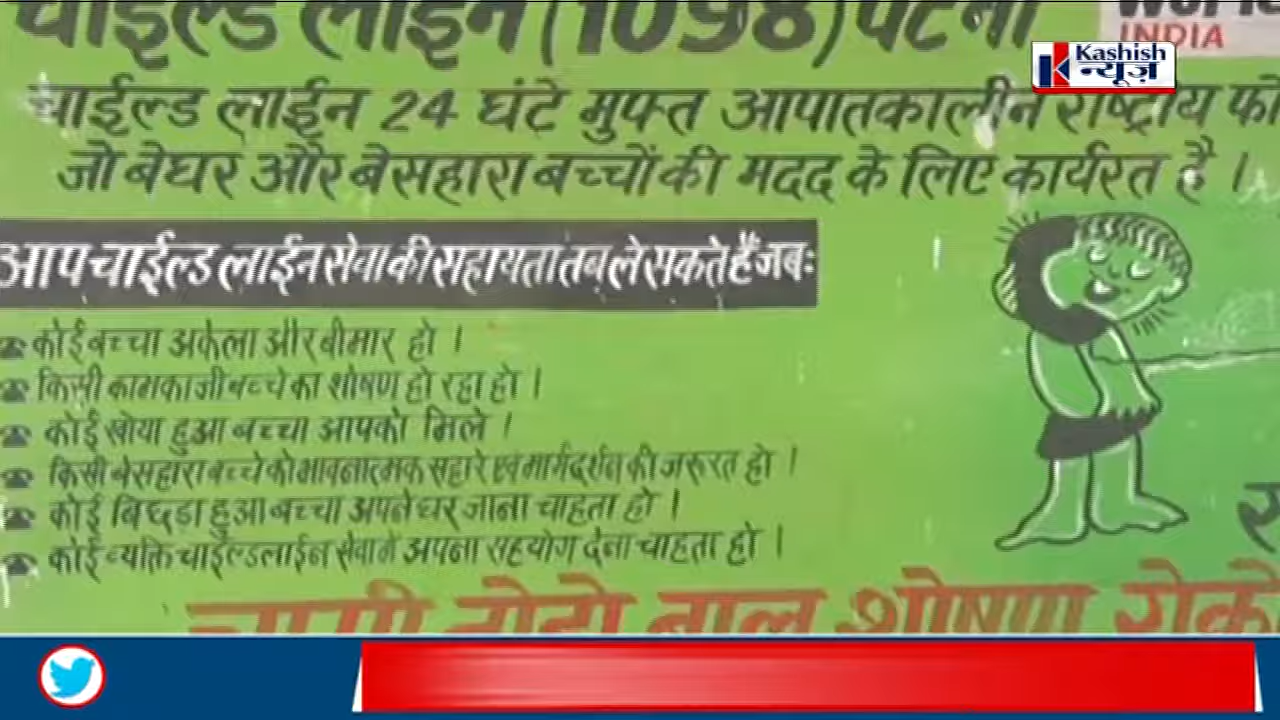 चाईल्ड लाईन (1098) पटना
INDIA
Kashish
न्यूज़
चाईल्ड लाईन 24 घंटे मुफ्त आपातकालीन राष्ट्रीय
जो बेघर और बेसहारा बच्चों की मदद के लिए कार्यरत है ।
आप चाईल्ड लाईन सेवा की सहायता तब ले सकते हैं जबः
कोई बच्चा अकेला और बीमार हो ।
किसी कामकाजी बच्चे का शोषण हो रहा हो ।
कोई खोया हुआ बच्चा आपको मिले ।
किसी बेसहारा बच्चे को भावनात्मक सहारे एवं मार्गदर्शन की जरूरत हो ।
कोई बिछड़ा हुआ बच्चा अपने घर जाना चाहता हो ।
कोई व्यक्ति चाईल्ड लाईन सेवा में अपना सहयोग देना चाहता हो ।
चुप्पी तोड़ो बाल शोषण रोको